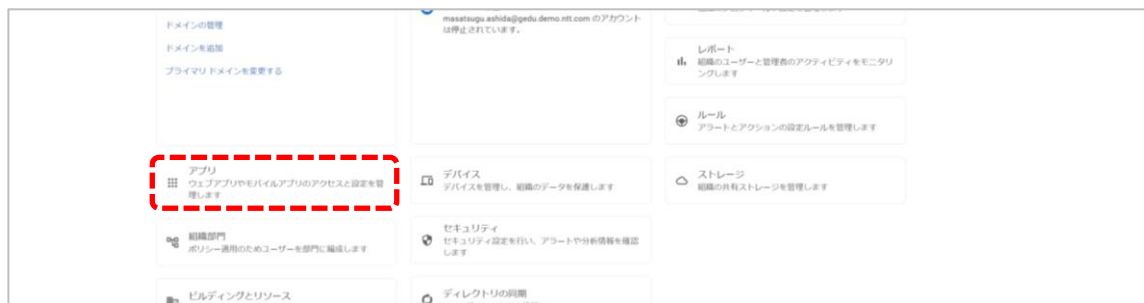 ドメインの管理
ドメインを追加
プライマリ ドメインを変更する
masatsugu.ashida@gedu.demo.ntt.com のアカウント
は停止されています。
レポート
組織のユーザーと管理者のアクティビティをモニタリ
ングします
ルール
アラートとアクションの設定ルールを管理します
アプリ
ウェブアプリやモバイルアプリのアクセスと設定を管
理します
デバイス
デバイスを管理し、組織のデータを保護します
ストレージ
組織の共有ストレージを管理します
組織部門
ポリシー適用のためユーザーを部門に編成します
セキュリティ
セキュリティ設定を行い、アラートや分析情報を確認
します
ビルディングとリソース
ディレクトリの同期